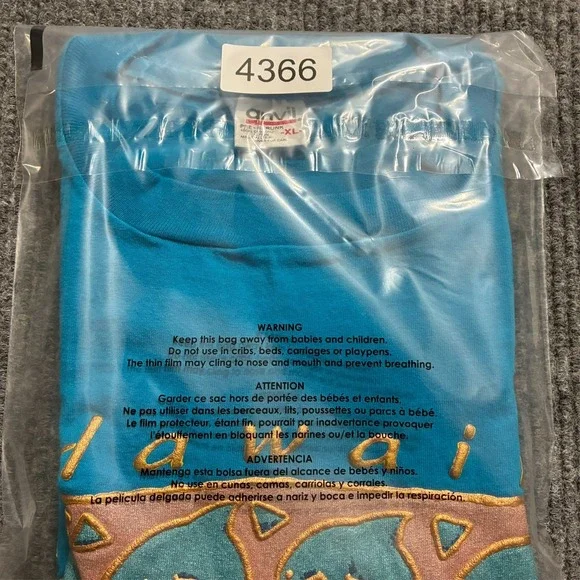 4366
anvil
XL
WARNING
Keep this bag away from babies and children.
Do not use in cribs, beds, carriages or playpens.
The thin film may cling to nose and mouth and prevent breathing.
ATTENTION
Garder ce sac hors de portée des bébés et enfants.
Ne pas utiliser dans les berceaux, lits, poussettes ou parcs à bébé.
Le film protecteur, étant fin, pourrait par inadvertance provoquer
l'étouffement en bloquant les narines ou/et la bouche.
a w a i
ADVERTENCIA
Mantenga esta bolsa fuera del alcance de bebés y niños.
No use en cunas, camas, carriolas y corrales.
La película delgada puede adherirse a nariz y boca e impedir la respiración.